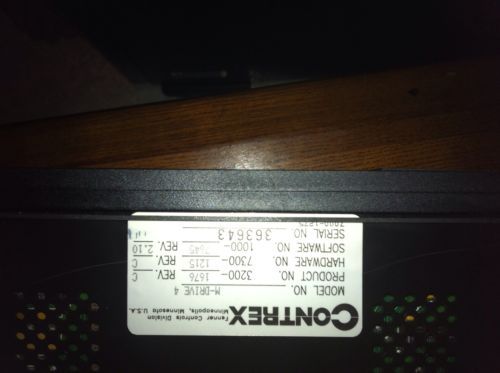 CONTREX
Fenner Controls Division
Minneapolis, Minnesota U.S.A.
MODEL NO. M-DRIVE 4
PRODUCT NO. 3200- 1676 REV. C
HARDWARE NO. 7300- 1215 REV. C
SOFTWARE NO. 1000- 7645 REV. 2.10
SERIAL NO. 363643